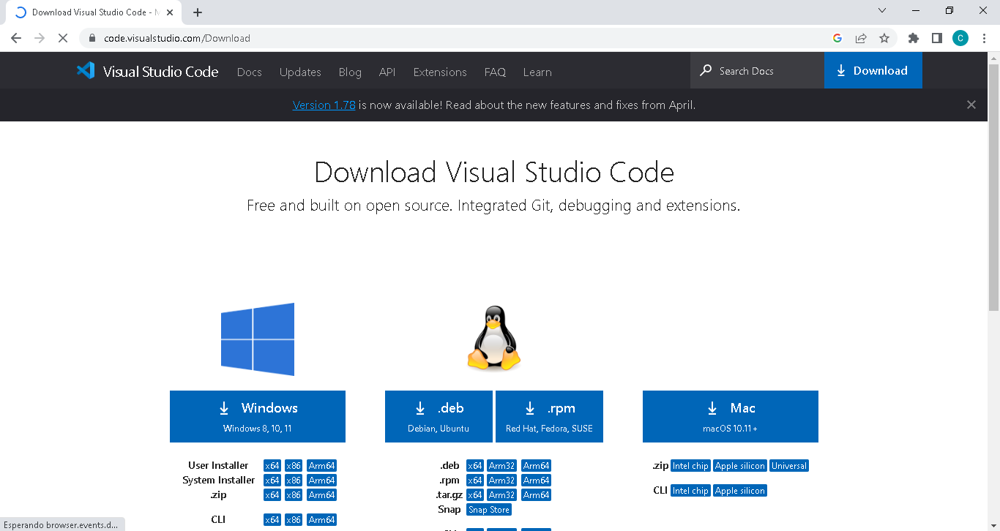 Download Visual Studio Code -
code.visualstudio.com/Download
C
Visual Studio Code Docs Updates Blog API Extensions FAQ Learn Search Docs Download
Version 1.78 is now available! Read about the new features and fixes from April.
Download Visual Studio Code
Free and built on open source. Integrated Git, debugging and extensions.
Windows
Windows 8, 10, 11
.deb
Debian, Ubuntu
.rpm
Red Hat, Fedora, SUSE
Mac
macOS 10.11+
User Installer x64 x86 Arm64
System Installer x64 x86 Arm64
.zip x64 x86 Arm64
CLI x64 x86 Arm64
.deb x64 Arm32 Arm64
.rpm x64 Arm32 Arm64
.tar.gz x64 Arm32 Arm64
Snap Snap Store
.zip Intel chip Apple silicon Universal
CLI Intel chip Apple silicon
Esperando browser.events.d...